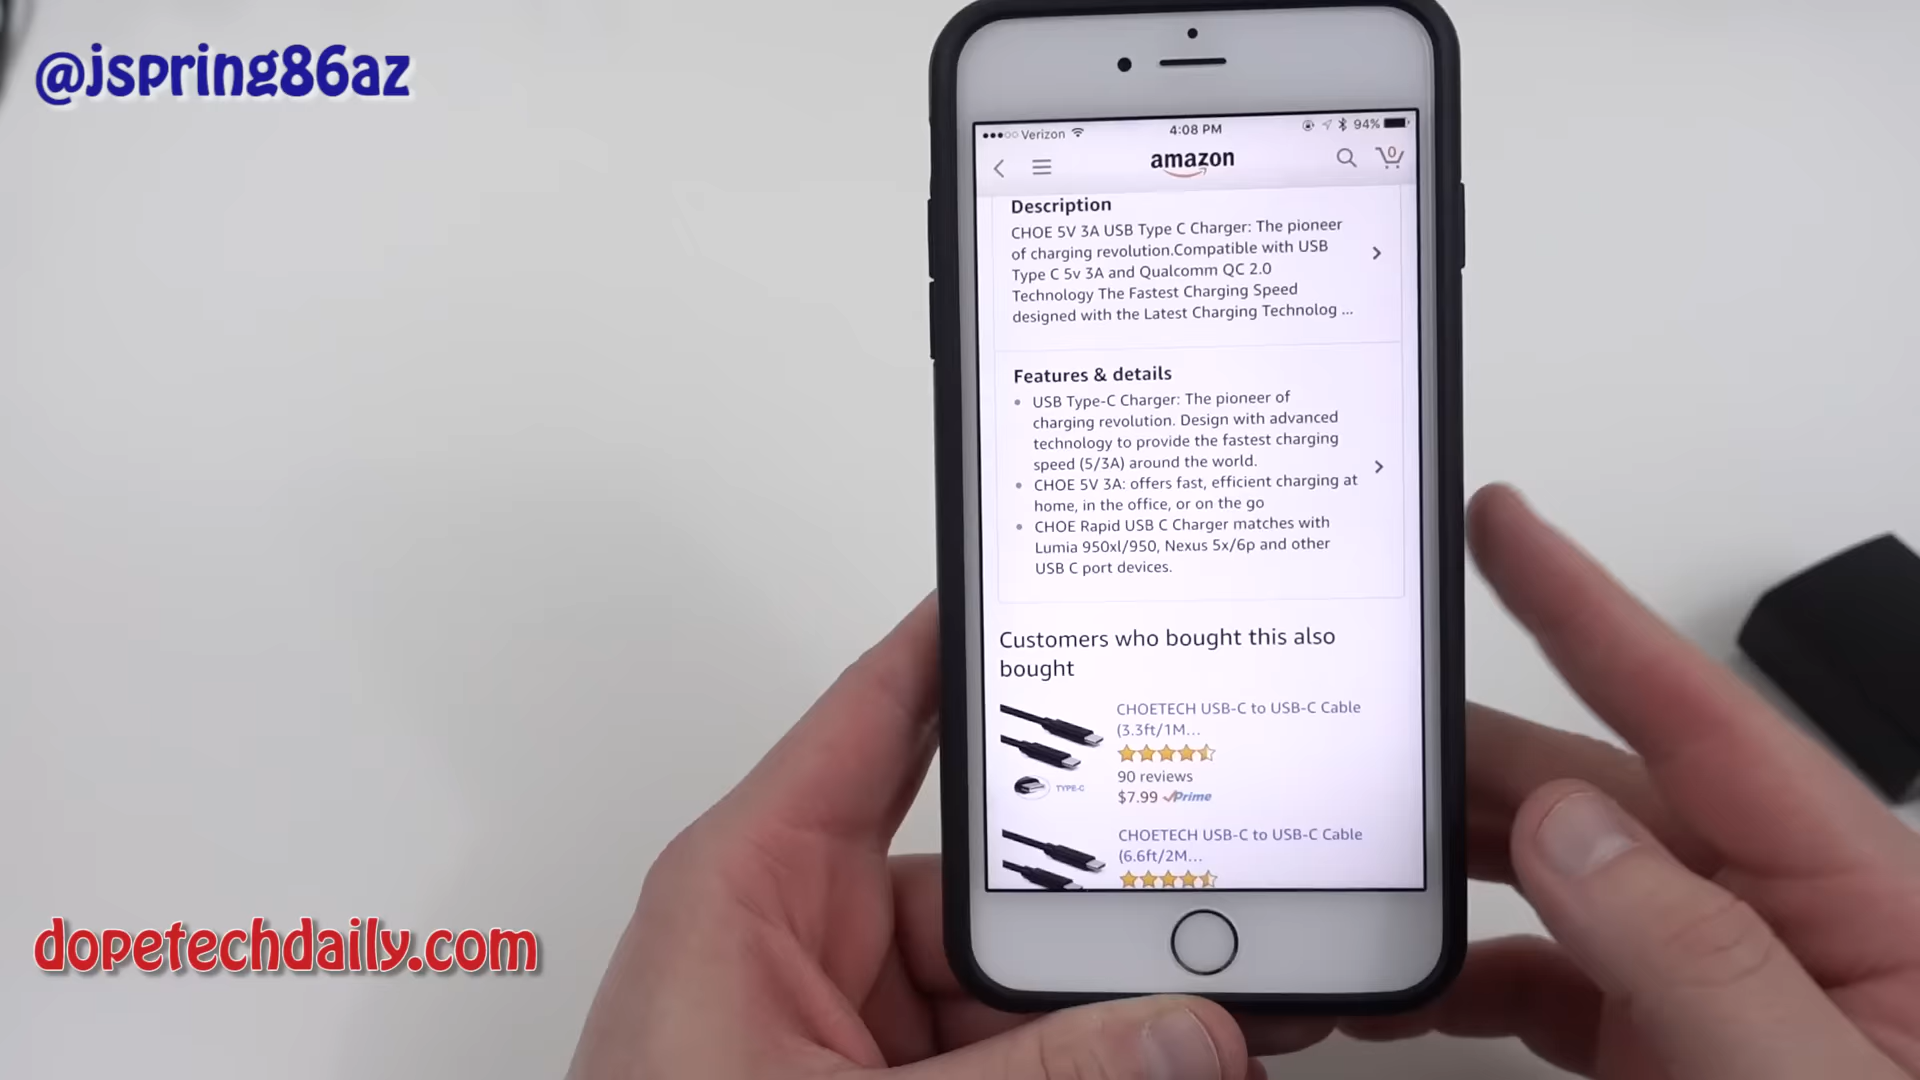 @jspring86az
Verizon 4:08 PM 94%
amazon 0
Description
CHOE 5V 3A USB Type C Charger: The pioneer
of charging revolution.Compatible with USB
Type C 5v 3A and Qualcomm QC 2.0
Technology The Fastest Charging Speed
designed with the Latest Charging Technolog ...
Features & details
• USB Type-C Charger: The pioneer of
charging revolution. Design with advanced
technology to provide the fastest charging
speed (5/3A) around the world.
• CHOE 5V 3A: offers fast, efficient charging at
home, in the office, or on the go
• CHOE Rapid USB C Charger matches with
Lumia 950xl/950, Nexus 5x/6p and other
USB C port devices.
Customers who bought this also
bought
CHOETECH USB-C to USB-C Cable
(3.3ft/1M...
90 reviews
$7.99 Prime
TYPE-C
CHOETECH USB-C to USB-C Cable
(6.6ft/2M...
dopetechdaily.com